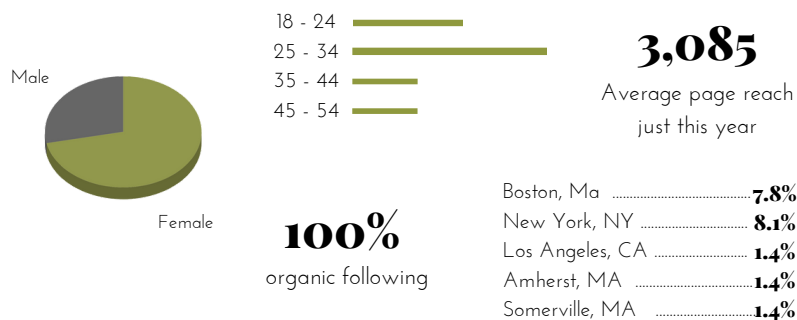 Male
Female
18 - 24
25 - 34
35 - 44
45 - 54
100%
organic following
3,085
Average page reach
just this year
Boston, Ma ........................................ 7.8%
New York, NY ................................ 8.1%
Los Angeles, CA ............................ 1.4%
Amherst, MA ................................. 1.4%
Somerville, MA ............................ 1.4%